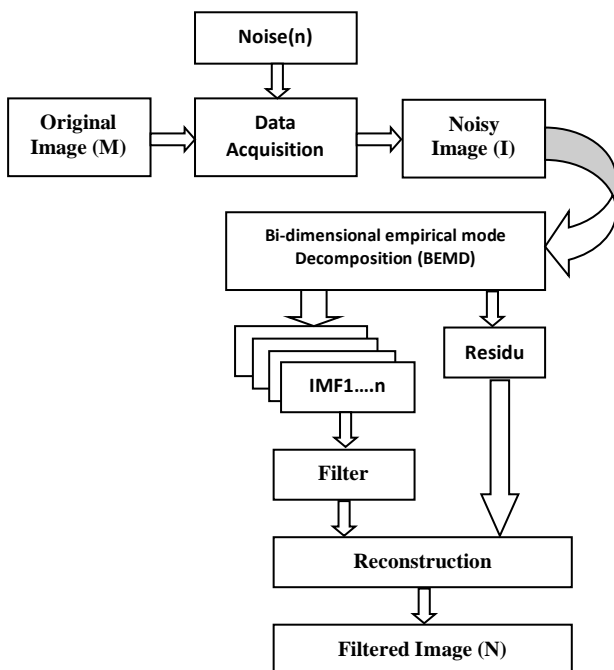 Noise(n)
Original
Image (M)
Data
Acquisition
Noisy
Image (I)
Bi-dimensional empirical mode
Decomposition (BEMD)
IMF1....n
Residu
Filter
Reconstruction
Filtered Image (N)